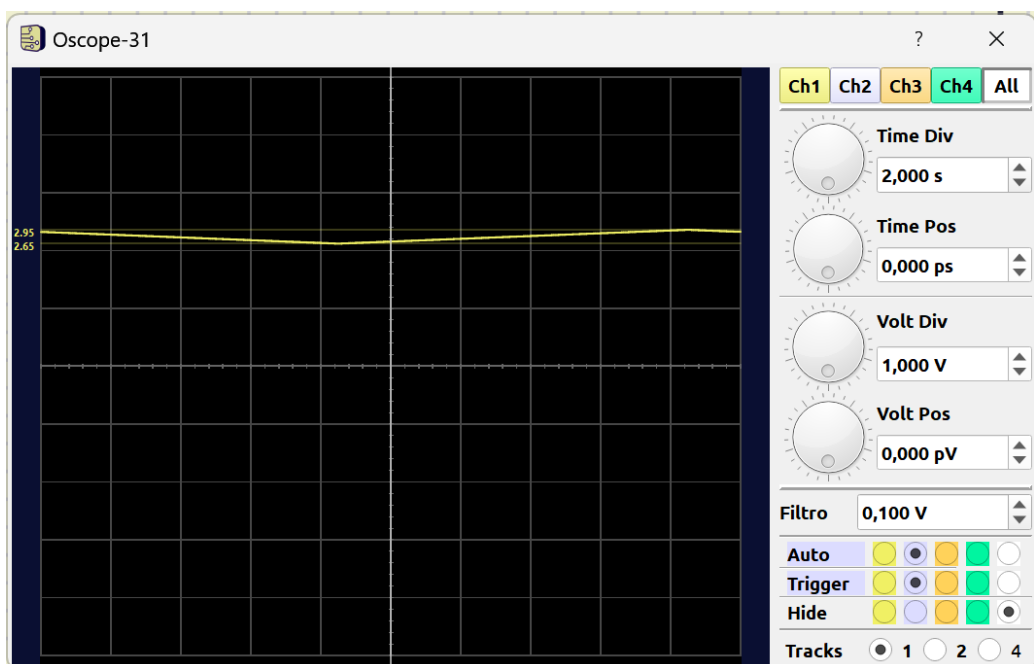 Oscope-31 ? ×
Ch1 Ch2 Ch3 Ch4 All
Time Div
2,000 s
Time Pos
0,000 ps
2.95
2.65
Volt Div
1,000 V
Volt Pos
0,000 pV
Filtro 0,100 V
Auto
Trigger
Hide
Tracks 1 2 4